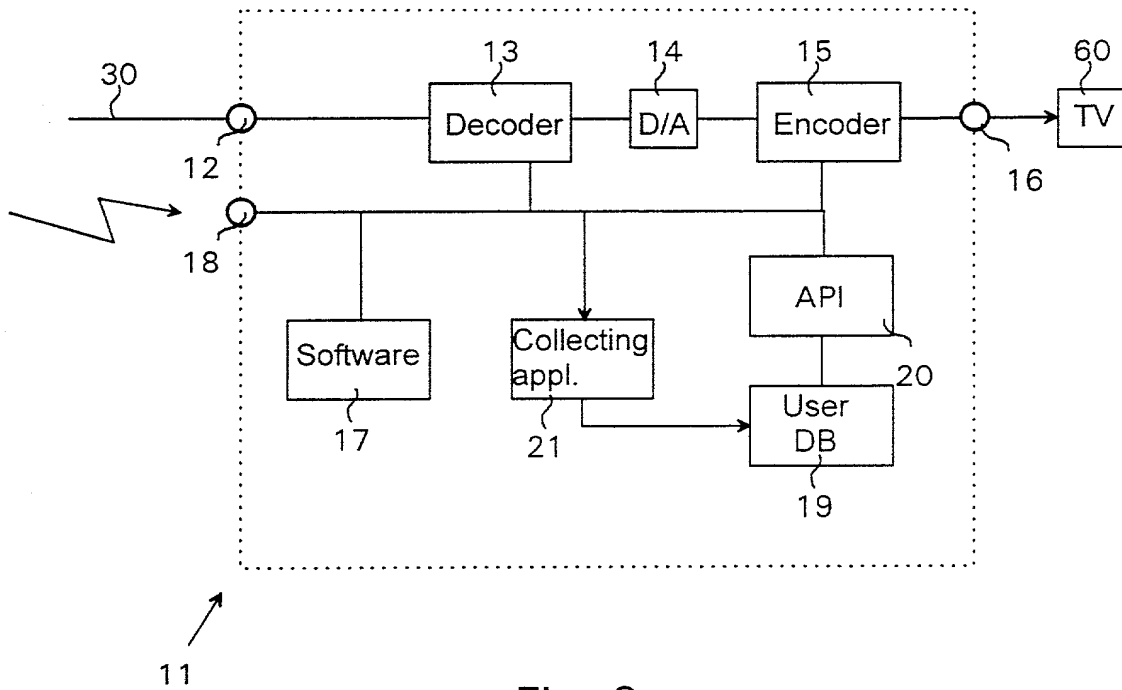 13
14
15
60
30
Decoder
D/A
Encoder
TV
12
16
18
API
Software
Collecting
appl.
20
User
DB
17
21
19
11